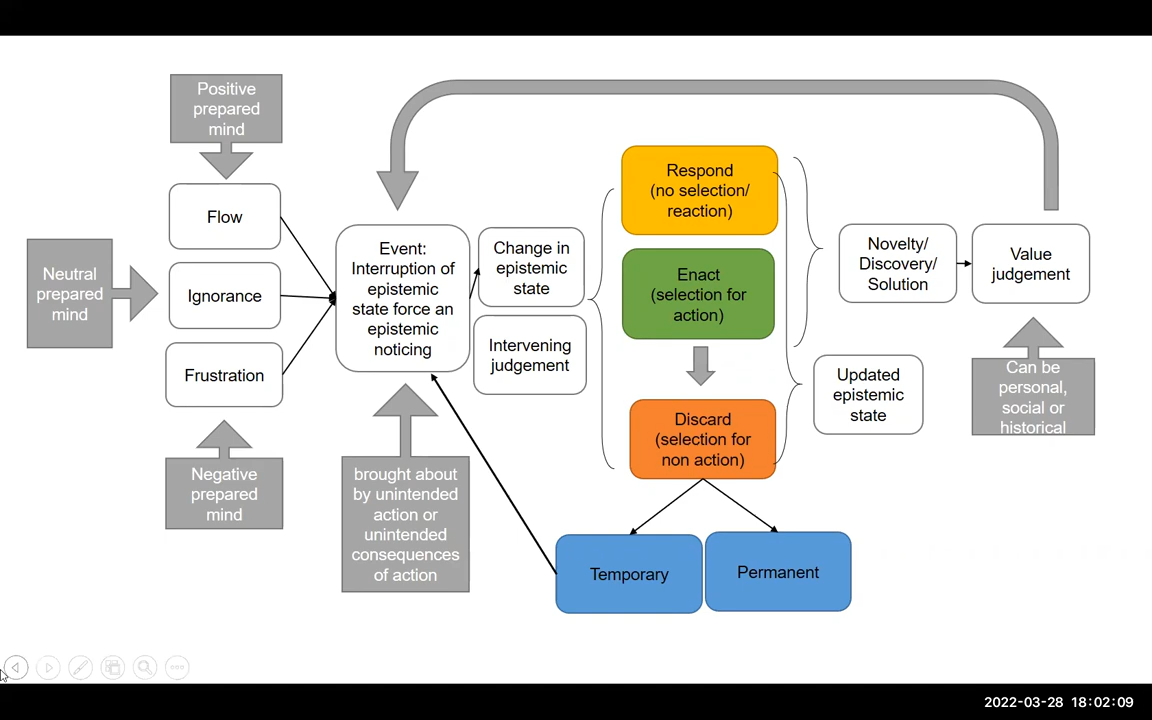 Positive
prepared
mind
Flow
Neutral
prepared
mind
Ignorance
Frustration
Negative
prepared
mind
Event:
Interruption of
epistemic
state force an
epistemic
noticing
brought about
by unintended
action or
unintended
consequences
of action
Change in
epistemic
state
Intervening
judgement
Respond
(no selection/
reaction)
Enact
(selection for
action)
Discard
(selection for
non action)
Temporary
Permanent
Novelty/
Discovery/
Solution
Updated
epistemic
state
Value
judgement
Can be
personal,
social or
historical
2022-03-28 18:02:09